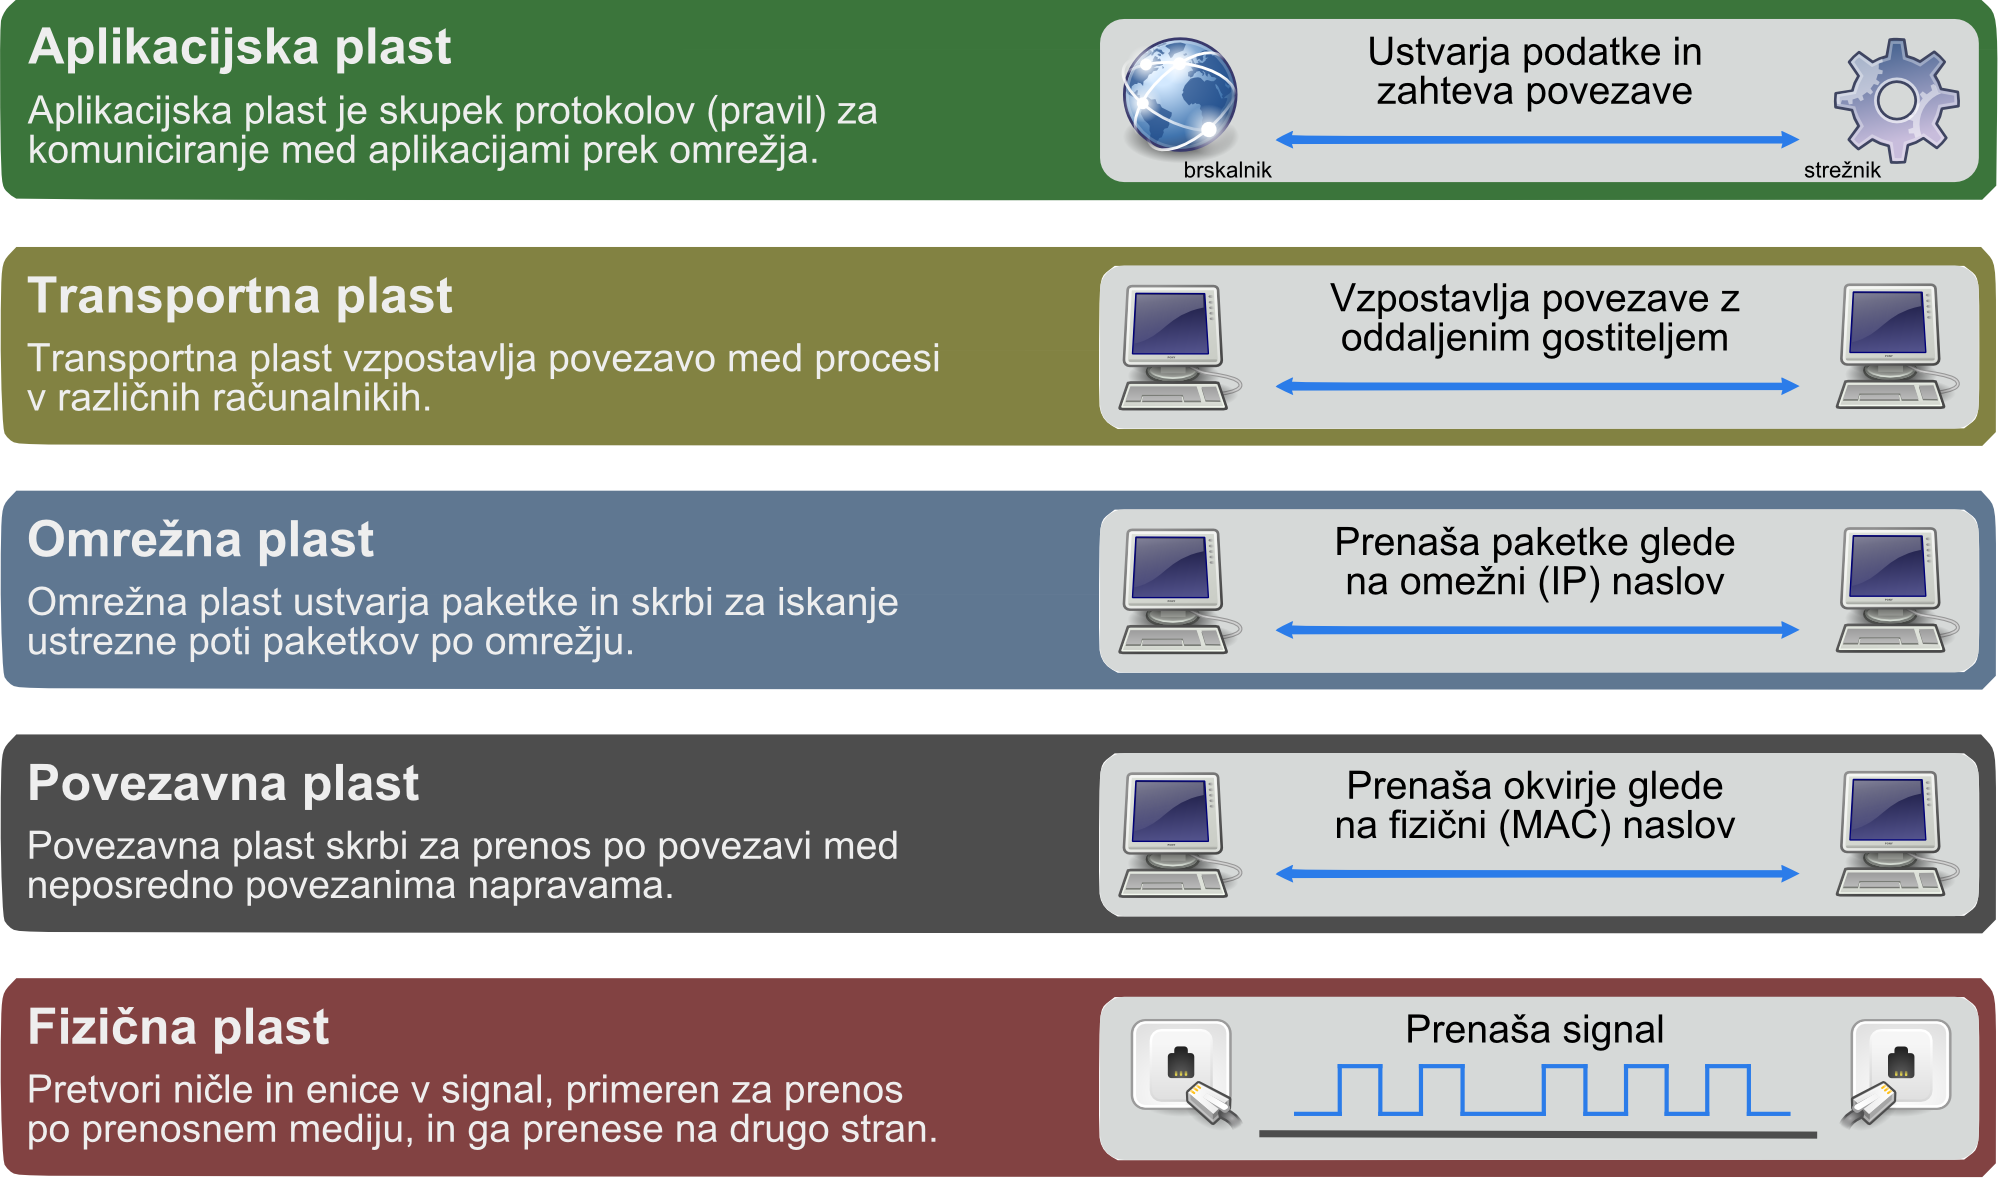 Aplikacijska plast
Aplikacijska plast je skupek protokolov (pravil) za
komuniciranje med aplikacijami prek omrežja.
Ustvarja podatke in
zahteva povezave
brskalnik
strežnik
Transportna plast
Transportna plast vzpostavlja povezavo med procesi
v različnih računalnikih.
Vzpostavlja povezave z
oddaljenim gostiteljem
Omrežna plast
Omrežna plast ustvarja paketke in skrbi za iskanje
ustrezne poti paketkov po omrežju.
Prenaša paketke glede
na omežni (IP) naslov
Povezavna plast
Povezavna plast skrbi za prenos po povezavi med
neposredno povezanima napravama.
Prenaša okvirje glede
na fizični (MAC) naslov
Fizična plast
Pretvori ničle in enice v signal, primeren za prenos
po prenosnem mediju, in ga prenese na drugo stran.
Prenaša signal